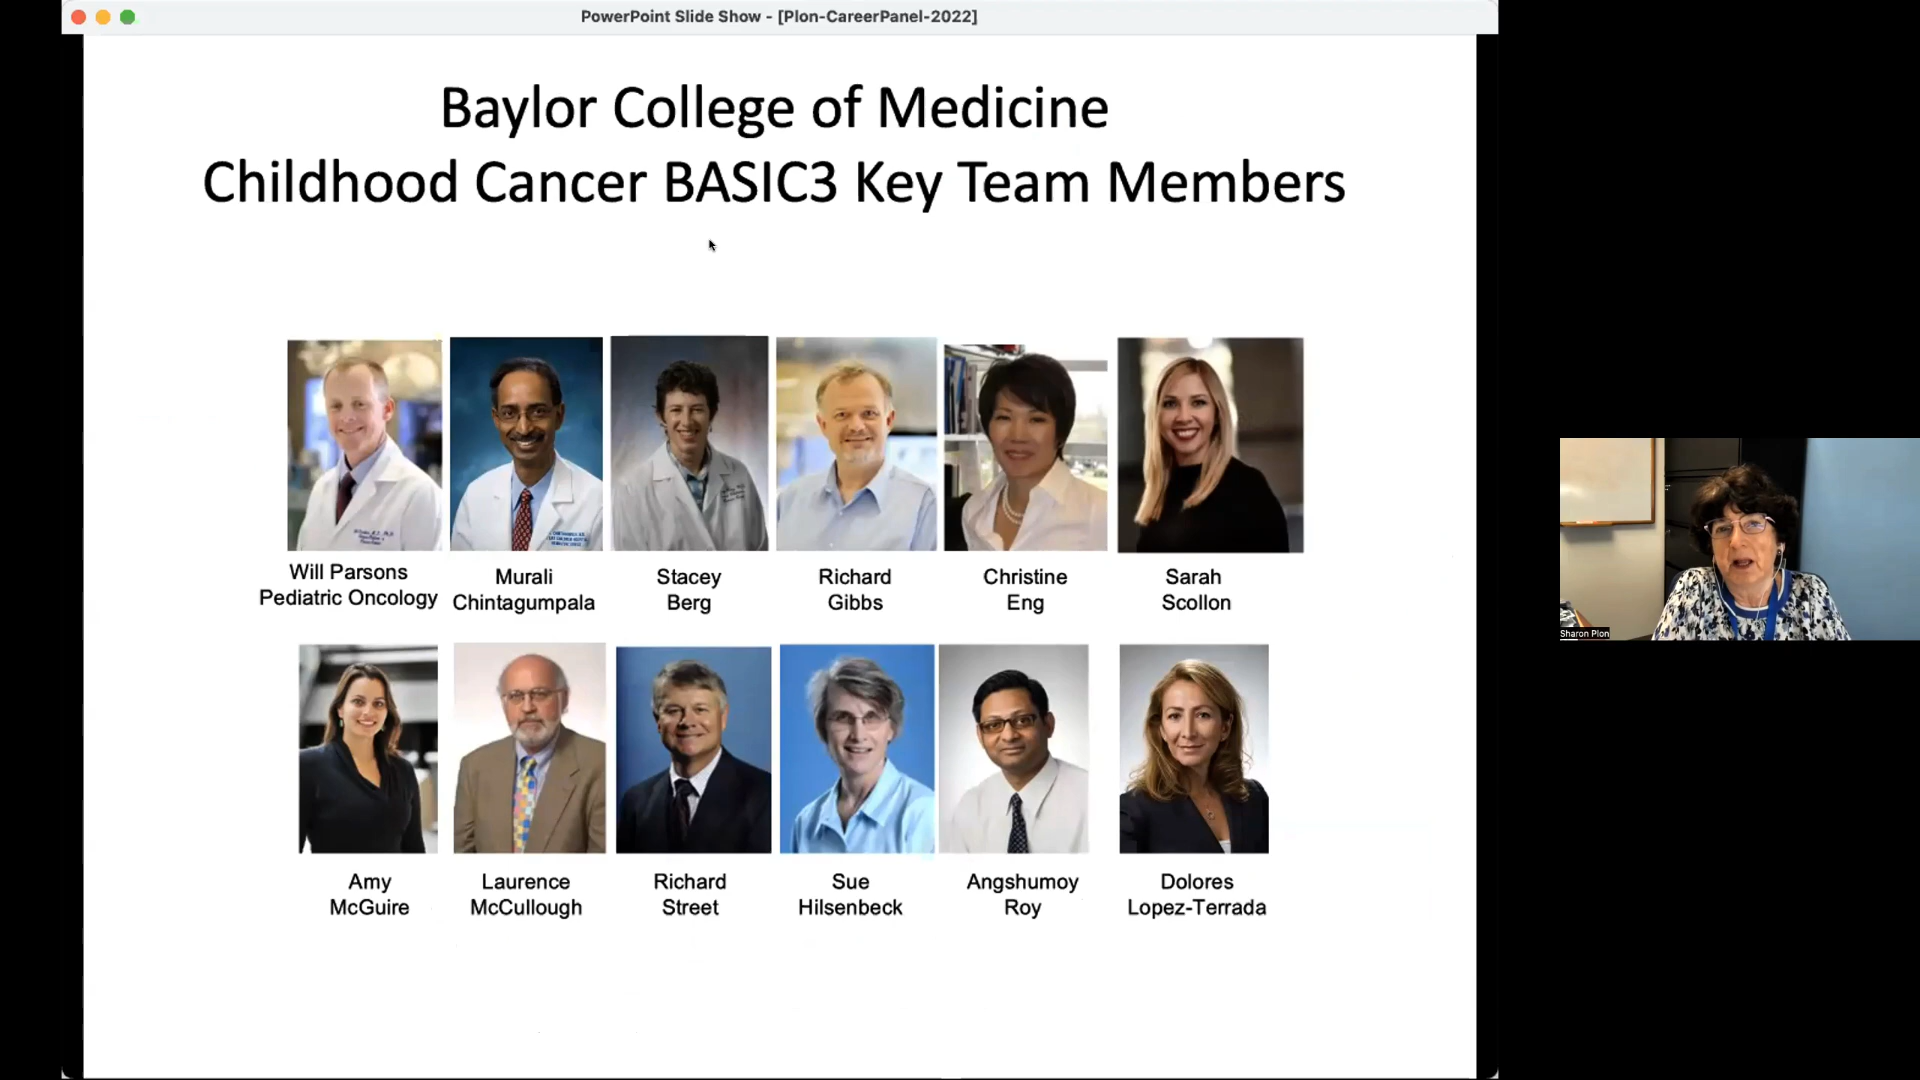 PowerPoint Slide Show - [Plon-CareerPanel-2022]
Baylor College of Medicine
Childhood Cancer BASIC3 Key Team Members
Will Parsons
Pediatric Oncology
Murali
Chintagumpala
Stacey
Berg
Richard
Gibbs
Christine
Eng
Sarah
Scollon
Amy
McGuire
Laurence
McCullough
Richard
Street
Sue
Hilsenbeck
Angshumoy
Roy
Dolores
Lopez-Terrada
Sharon Plon